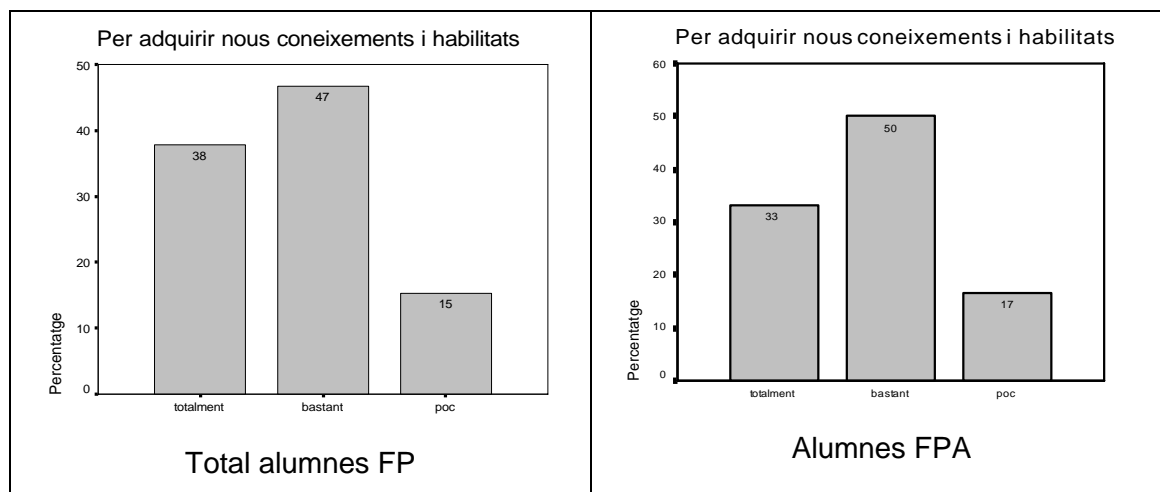 Per adquirir nous coneixements i habilitats
50
40
30
20
10
0
Percentatge
38
47
15
totalment bastant poc
Total alumnes FP
Per adquirir nous coneixements i habilitats
60
50
40
30
20
10
0
Percentatge
33
50
17
totalment bastant poc
Alumnes FPA